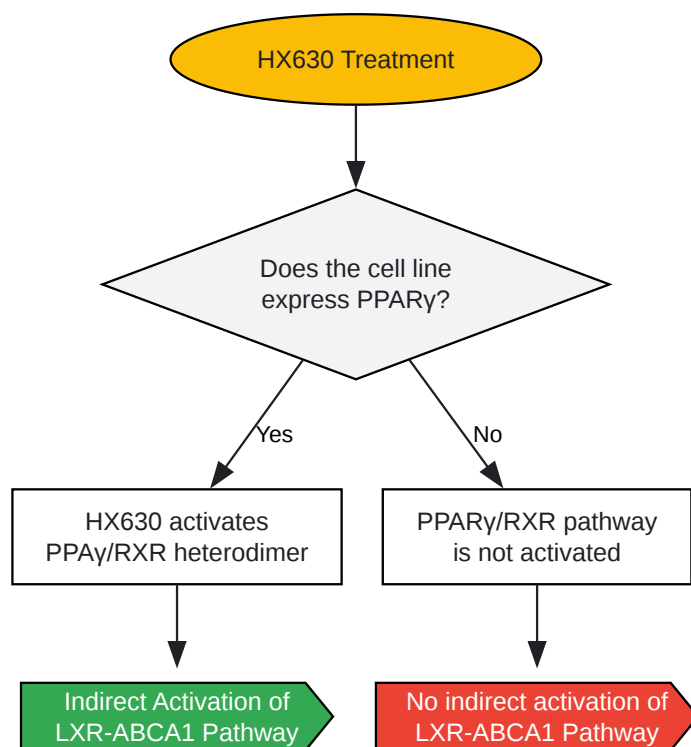 HX630 Treatment
Does the cell line
express PPARγ?
Yes
No
HX630 activates
PPAγ/RXR heterodimer
PPARγ/RXR pathway
is not activated
Indirect Activation of
LXR-ABCA1 Pathway
No indirect activation of
LXR-ABCA1 Pathway